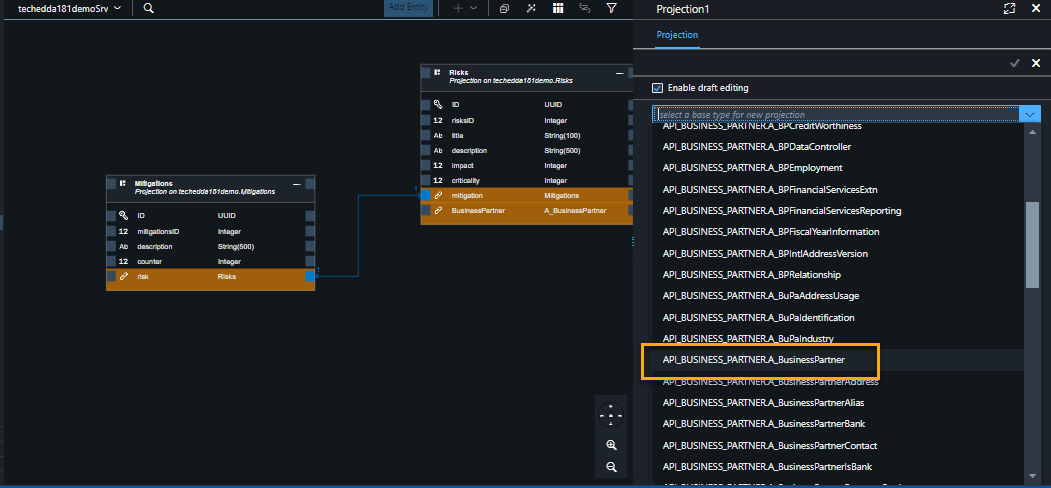 techedda181demoSrv
Add Entity
Projection1
Projection
Enable draft editing
select a base type for new projection
Risks
Projection on techedda181demo.Risks
ID UUID
12 risksID Integer
Ab title String(100)
Ab description String(500)
12 impact Integer
12 criticality Integer
mitigation Mitigations
BusinessPartner A_BusinessPartner
1
Mitigations
Projection on techedda181demo.Mitigations
ID UUID
12 mitigationsID Integer
Ab description String(500)
12 counter Integer
risk Risks
1
API_BUSINESS_PARTNER.A_BPCreditWorthiness
API_BUSINESS_PARTNER.A_BPDataController
API_BUSINESS_PARTNER.A_BPEmployment
API_BUSINESS_PARTNER.A_BPFinancialServicesExtn
API_BUSINESS_PARTNER.A_BPFinancialServicesReporting
API_BUSINESS_PARTNER.A_BPFiscalYearInformation
API_BUSINESS_PARTNER.A_BPIntlAddressVersion
API_BUSINESS_PARTNER.A_BPRelationship
API_BUSINESS_PARTNER.A_BuPaAddressUsage
API_BUSINESS_PARTNER.A_BuPaIdentification
API_BUSINESS_PARTNER.A_BuPaIndustry
API_BUSINESS_PARTNER.A_BusinessPartner
API_BUSINESS_PARTNER.A_BusinessPartnerAddress
API_BUSINESS_PARTNER.A_BusinessPartnerAlias
API_BUSINESS_PARTNER.A_BusinessPartnerBank
API_BUSINESS_PARTNER.A_BusinessPartnerContact
API_BUSINESS_PARTNER.A_BusinessPartnerIsBank